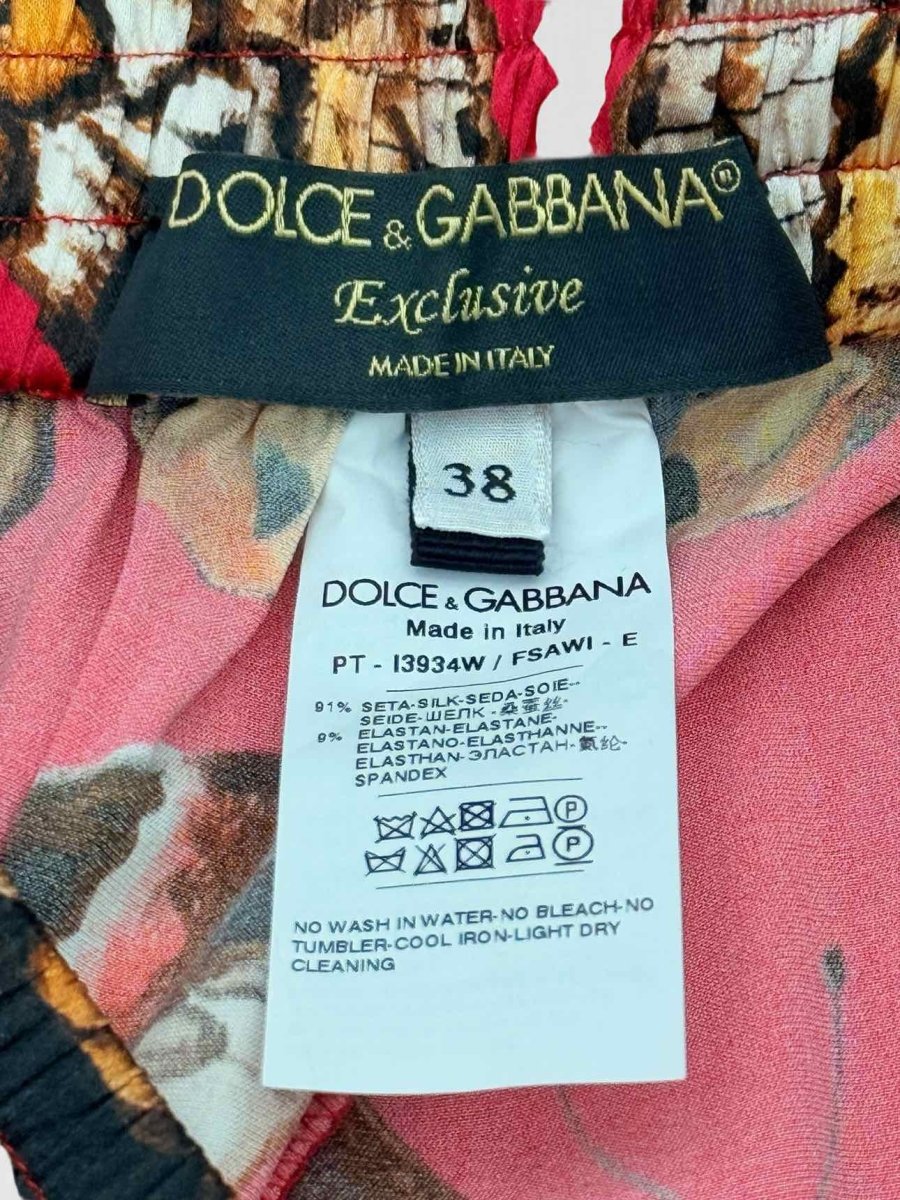 DOLCE & GABBANA®
Exclusive
MADE IN ITALY
38
DOLCE & GABBANA
Made in Italy
PT - I3934W / FSAWI - E
91% SETA-SILK-SEDA-SOIE-
SEIDE-ШЕЛК -桑蚕丝-
9% ELASTAN-ELASTANE-
ELASTANO-ELASTHANNE-
ELASTHAN-ЭЛАСТАН-氨纶-
SPANDEX
P
P
NO WASH IN WATER-NO BLEACH-NO
TUMBLER-COOL IRON-LIGHT DRY
CLEANING